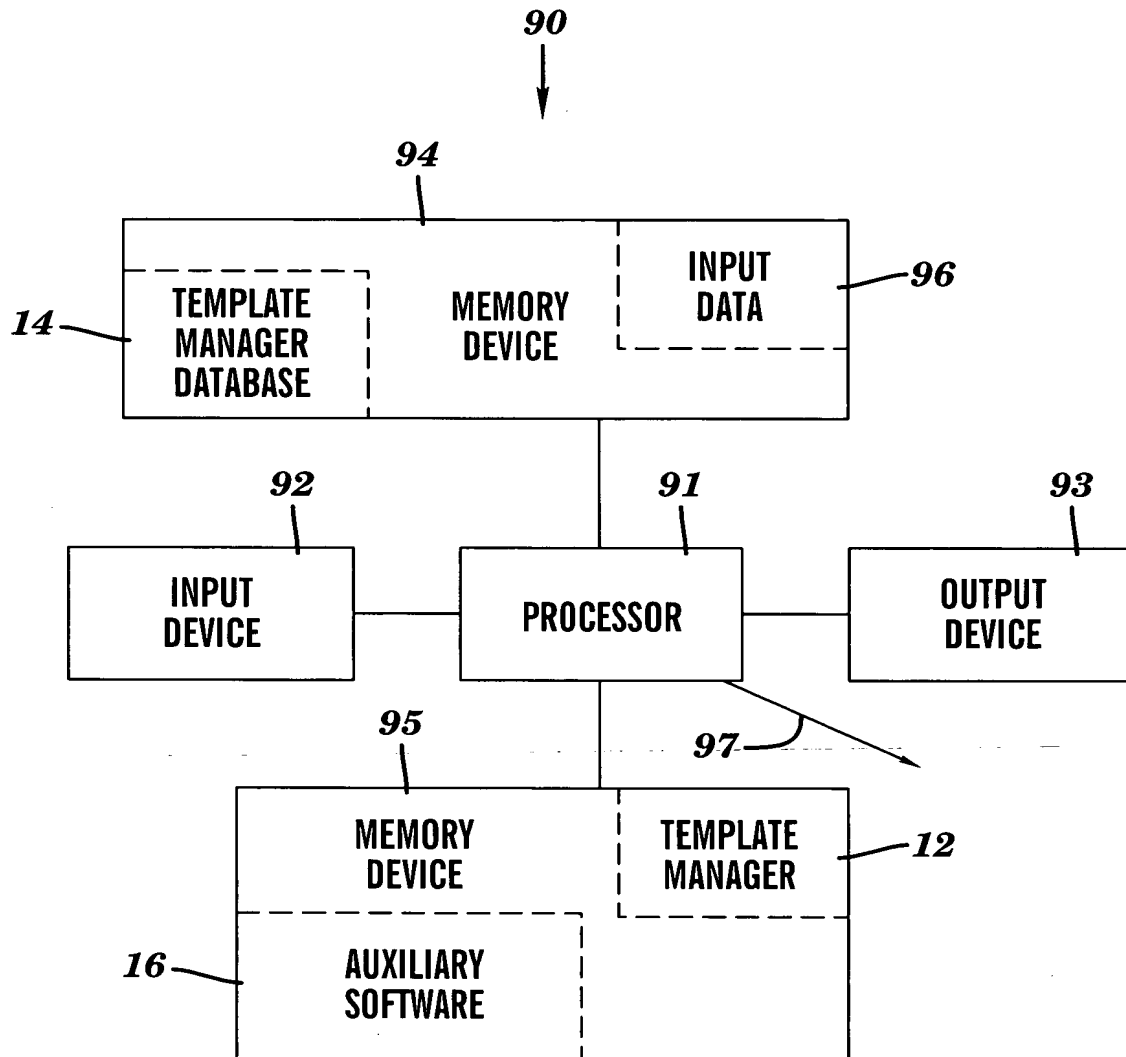 90
94
INPUT
DATA
96
14
TEMPLATE
MANAGER
DATABASE
MEMORY
DEVICE
92
91
93
INPUT
DEVICE
PROCESSOR
OUTPUT
DEVICE
97
95
MEMORY
DEVICE
TEMPLATE
MANAGER
12
16
AUXILIARY
SOFTWARE